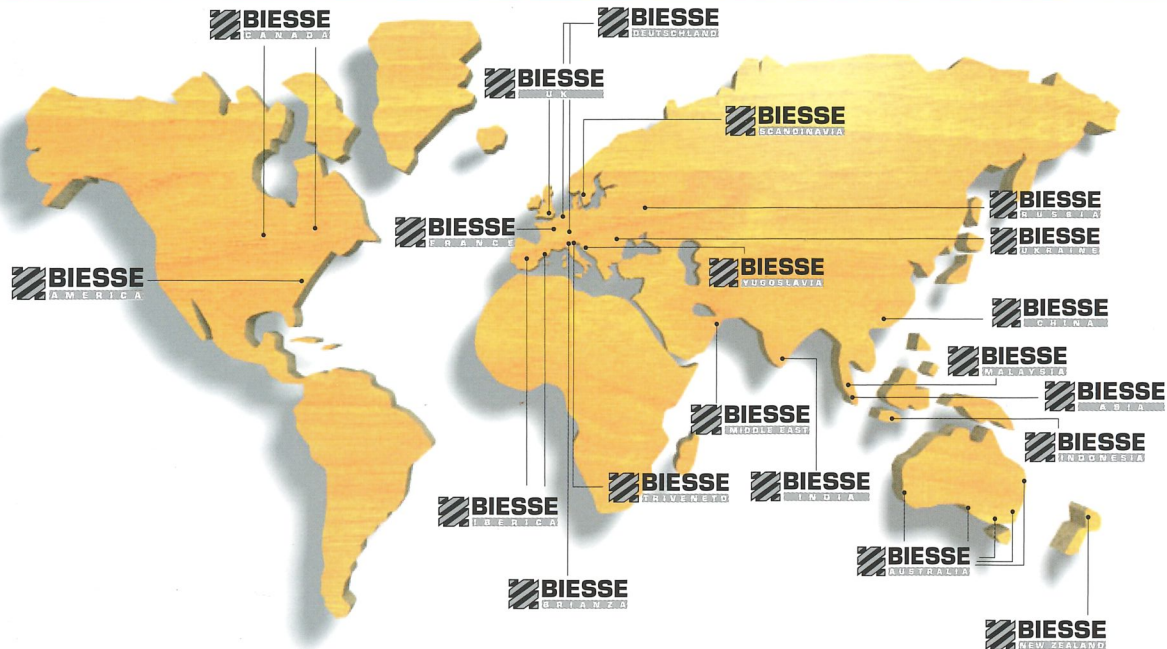 BIESSE
CANADA
BIESSE
DEUTSCHLAND
BIESSE
UK
BIESSE
SCANDINAVIA
BIESSE
RUSSIA
BIESSE
FRANCE
BIESSE
UKRAINE
BIESSE
AMERICA
BIESSE
YUGOSLAVIA
BIESSE
CHINA
BIESSE
MALAYSIA
BIESSE
ASIA
BIESSE
MIDDLE EAST
BIESSE
INDONESIA
BIESSE
TRIVENETO
BIESSE
INDIA
BIESSE
IBERICA
BIESSE
AUSTRALIA
BIESSE
BRIANZA
BIESSE
NEW ZEALAND